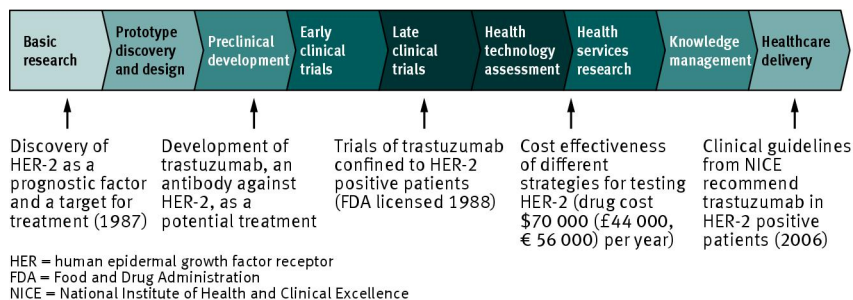 Basic
research
Prototype
discovery
and design
Preclinical
development
Early
clinical
trials
Late
clinical
trials
Health
technology
assessment
Health
services
research
Knowledge
management
Healthcare
delivery
Discovery of
HER-2 as a
prognostic factor
and a target for
treatment (1987)
Development of
trastuzumab, an
antibody against
HER-2, as a
potential treatment
Trials of trastuzumab
confined to HER-2
positive patients
(FDA licensed 1988)
Cost effectiveness
of different
strategies for testing
HER-2 (drug cost
$70 000 (£44 000,
€ 56 000) per year)
Clinical guidelines
from NICE
recommend
trastuzumab in
HER-2 positive
patients (2006)
HER = human epidermal growth factor receptor
FDA = Food and Drug Administration
NICE = National Institute of Health and Clinical Excellence